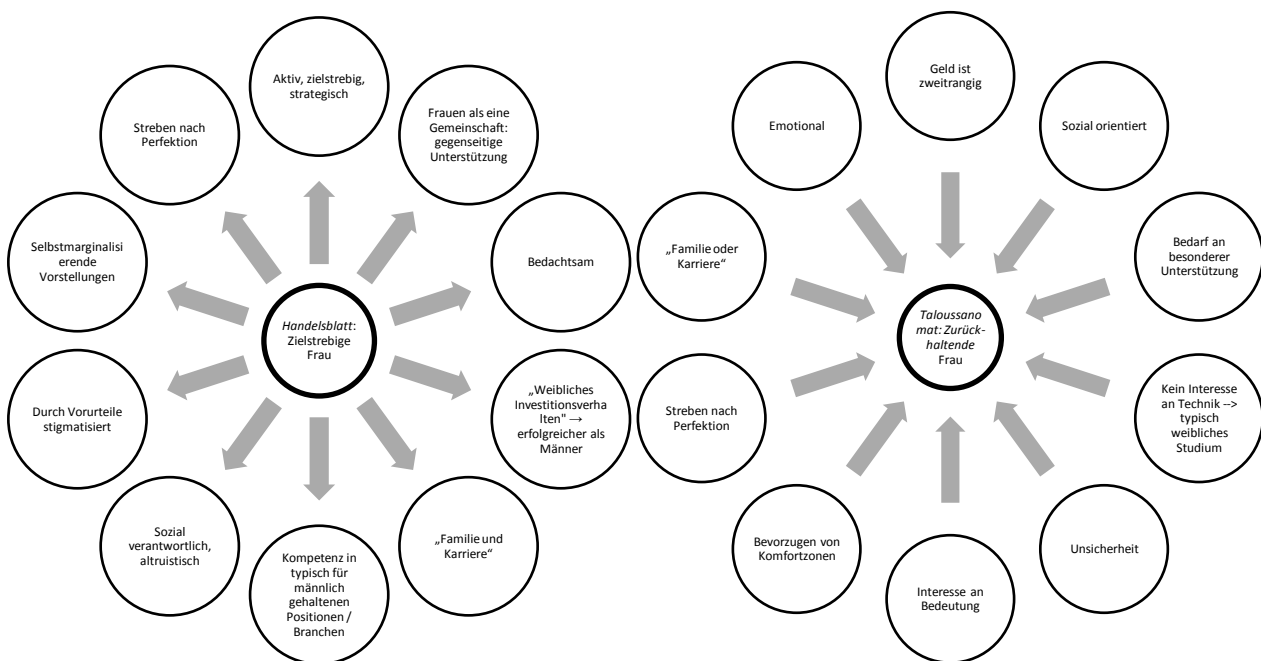 Aktiv, zielstrebig,
strategisch
Frauen als eine
Gemeinschaft:
gegenseitige
Unterstützung
Bedachtsam
„Weibliches
Investitionsverha
lten" →
erfolgreicher als
Männer
„Familie und
Karriere“
Kompetenz in
typisch für
männlich
gehaltenen
Positionen /
Branchen
Sozial
verantwortlich,
altruistisch
Durch Vorurteile
stigmatisiert
Selbstmarginalisi
erende
Vorstellungen
Streben nach
Perfektion
Handelsblatt:
Zielstrebige
Frau
Geld ist
zweitrangig
Sozial orientiert
Bedarf an
besonderer
Unterstützung
Kein Interesse
an Technik -->
typisch
weibliches
Studium
Unsicherheit
Interesse an
Bedeutung
Bevorzugen von
Komfortzonen
Streben nach
Perfektion
„Familie oder
Karriere“
Emotional
Taloussano
mat: Zurück-
haltende
Frau